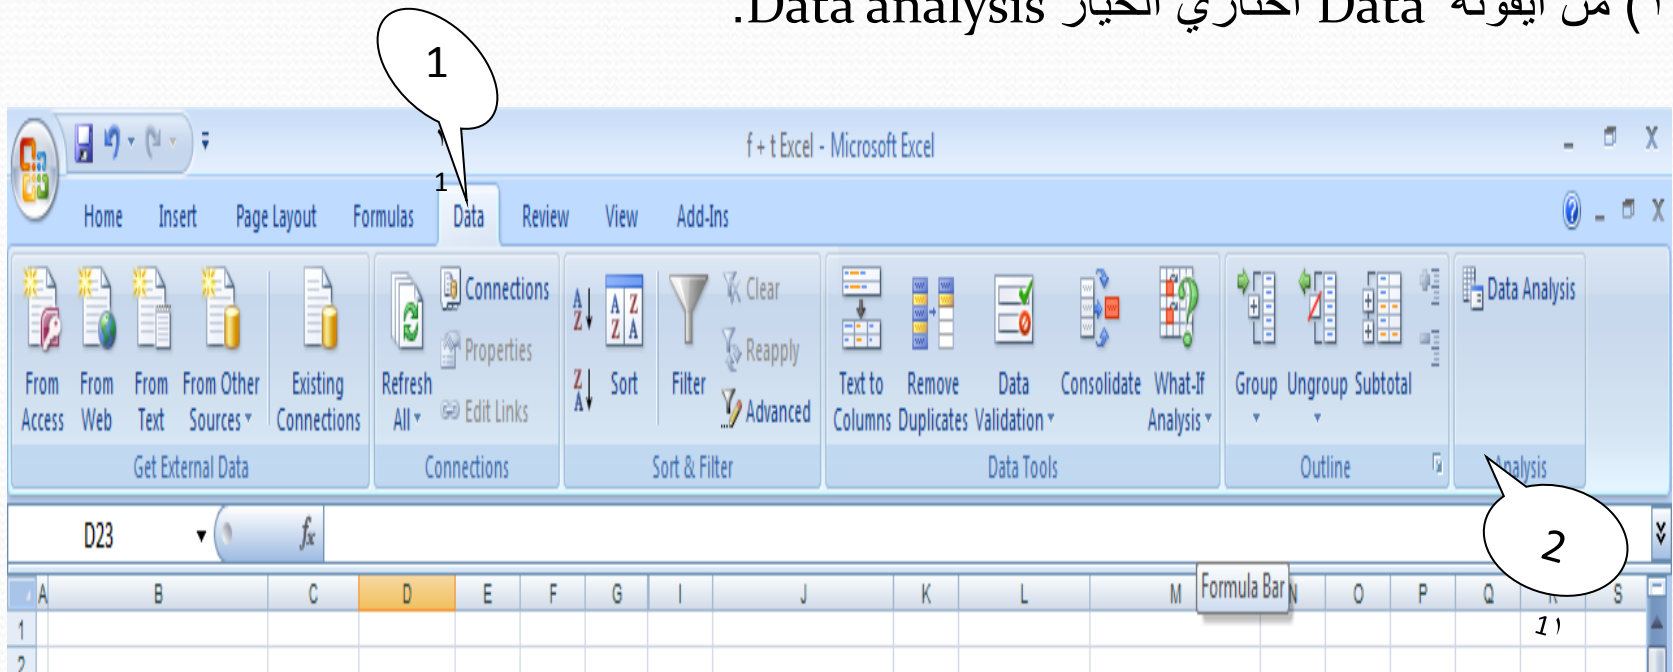 ١) من ايقونة Data اختاري الخيار Data analysis.
1
f + t Excel - Microsoft Excel
1
Home Insert Page Layout Formulas Data Review View Add-Ins
From Access From Web From Text From Other Sources Existing Connections Refresh All Connections Properties Edit Links Sort Filter Clear Reapply Advanced Text to Columns Remove Duplicates Data Validation Consolidate What-If Analysis Group Ungroup Subtotal Data Analysis
Get External Data Connections Sort & Filter Data Tools Outline Analysis
2
D23 fx
Formula Bar
A B C D E F G I J K L M N O P Q R S
1
2